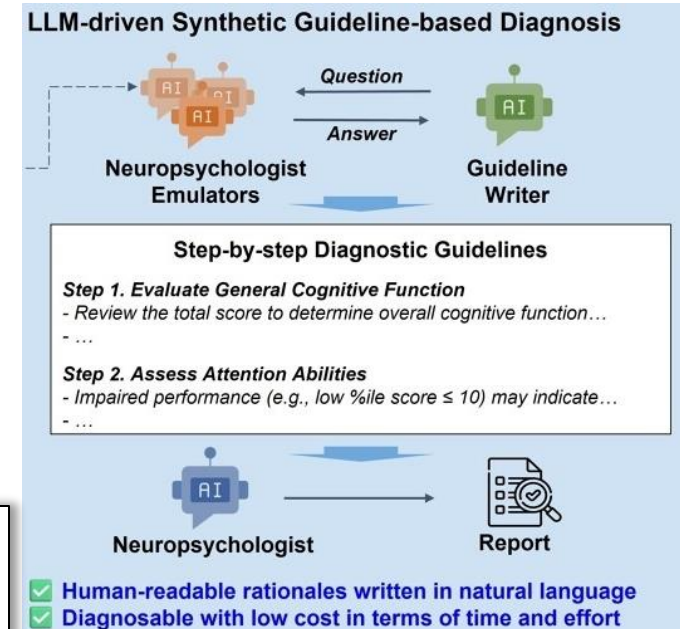 LLM-driven Synthetic Guideline-based Diagnosis
AI
AI
AI
Question
Answer
AI
Neuropsychologist
Emulators
Guideline
Writer
Step-by-step Diagnostic Guidelines
Step 1. Evaluate General Cognitive Function
- Review the total score to determine overall cognitive function…
- …
Step 2. Assess Attention Abilities
- Impaired performance (e.g., low %ile score ≤ 10) may indicate…
- …
AI
Neuropsychologist
Report
✅ Human-readable rationales written in natural language
✅ Diagnosable with low cost in terms of time and effort